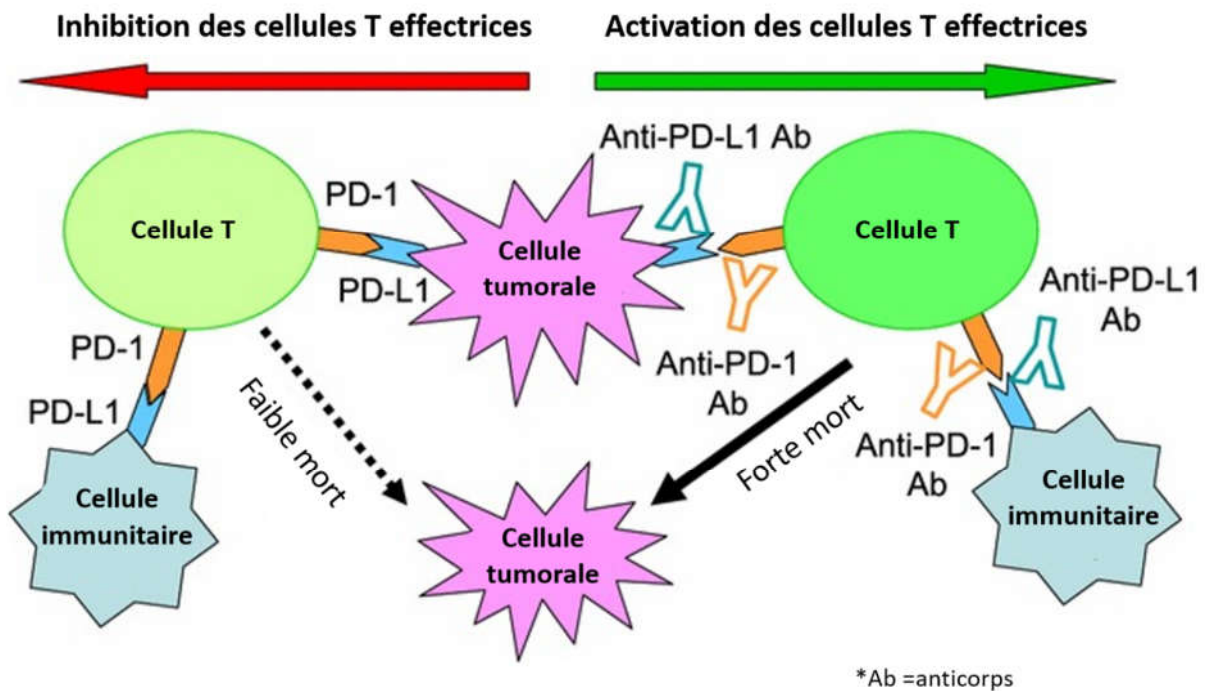 Inhibition des cellules T effectrices
Activation des cellules T effectrices
Anti-PD-L1 Ab
PD-1
Cellule T
Cellule T
Cellule
tumorale
PD-L1
Anti-PD-L1
Ab
PD-1
Anti-PD-1
Ab
PD-L1
Faible mort
Forte mort
Anti-PD-1
Ab
Cellule
immunitaire
Cellule
immunitaire
Cellule
tumorale
*Ab =anticorps